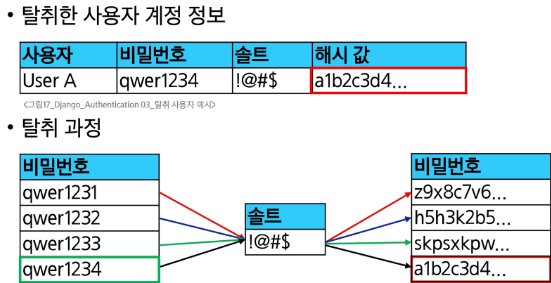 • 탈취한 사용자 계정 정보
사용자 비밀번호 솔트 해시 값
User A qwer1234 !@#$ a1b2c3d4...
<그림17_Django_Authentication 03_탈취 사용자 예시>
• 탈취 과정
비밀번호
qwer1231
qwer1232
qwer1233
qwer1234
솔트
!@#$
비밀번호
z9x8c7v6...
h5h3k2b5...
skpsxkpw...
a1b2c3d4...